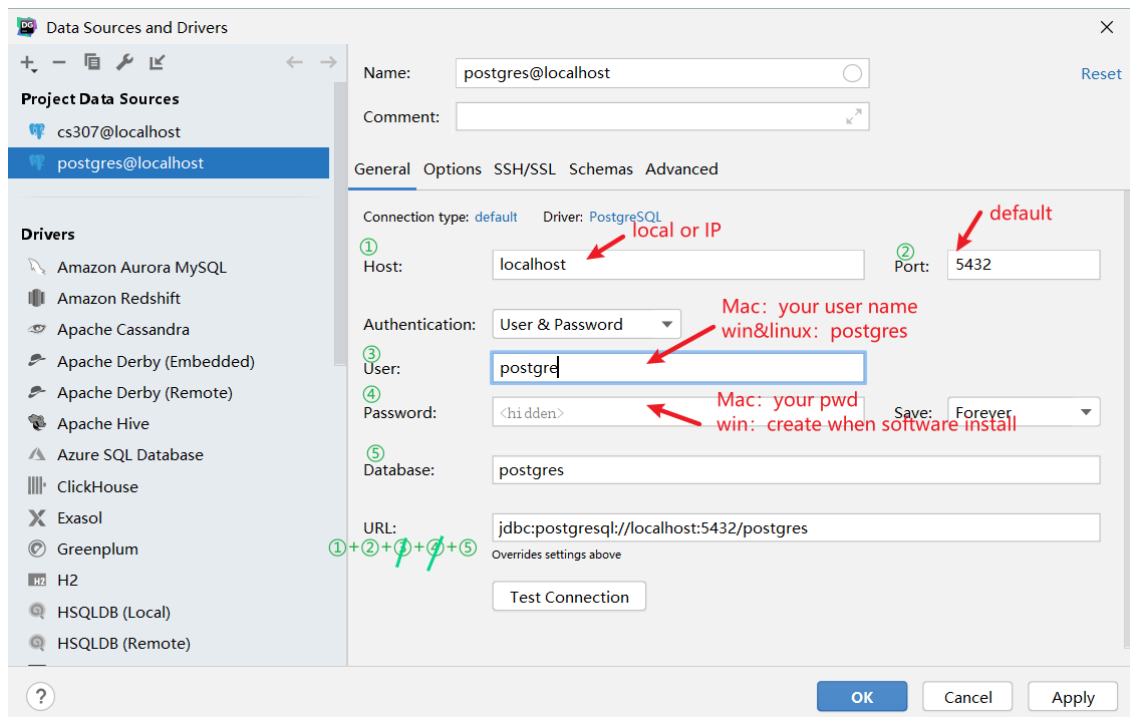 DG
Data Sources and Drivers
Project Data Sources
cs307@localhost
postgres@localhost
Drivers
Amazon Aurora MySQL
Amazon Redshift
Apache Cassandra
Apache Derby (Embedded)
Apache Derby (Remote)
Apache Hive
Azure SQL Database
ClickHouse
Exasol
Greenplum
H2
H2
HSQLDB (Local)
HSQLDB (Remote)
Name: postgres@localhost
Reset
Comment:
General Options SSH/SSL Schemas Advanced
Connection type: default Driver: PostgreSQL
local or IP
default
① ②
Host: localhost Port: 5432
Mac：your user name
Authentication: User & Password win&linux：postgres
③
User: postgre
④
Mac：your pwd
Password: <hidden> Save: Forever
win：create when software install
⑤
Database: postgres
URL: jdbc:postgresql://localhost:5432/postgres
①+②+③+④+⑤
Overrides settings above
Test Connection
? OK Cancel Apply